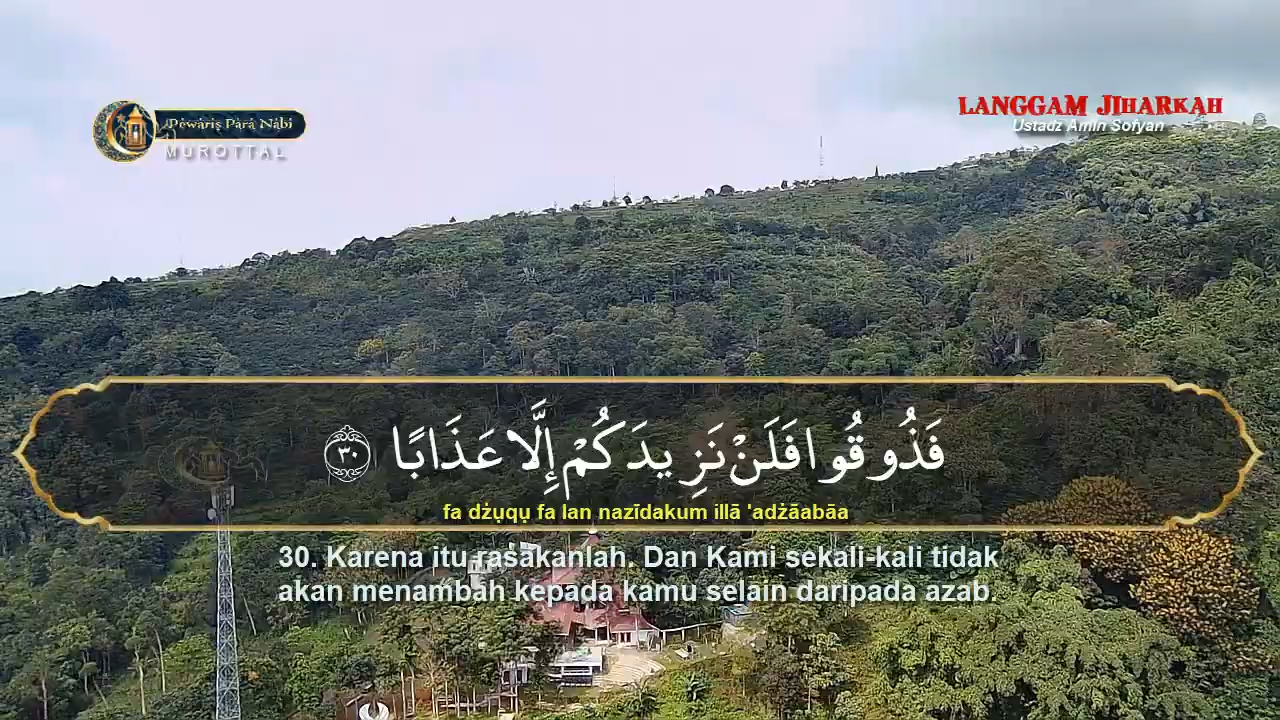 Pewaris Para Nabi
MUROTTAL
LANGGAM JIHARKAH
Ustadz Amin Sofyan
فَذُوقُوا فَلَنْ نَزِيدَكُمْ إِلَّا عَذَابًا ٣٠
fa dżụqụ fa lan nazīdakum illā 'adżāabāa
30. Karena itu rasakanlah. Dan Kami sekali-kali tidak
akan menambah kepada kamu selain daripada azab.